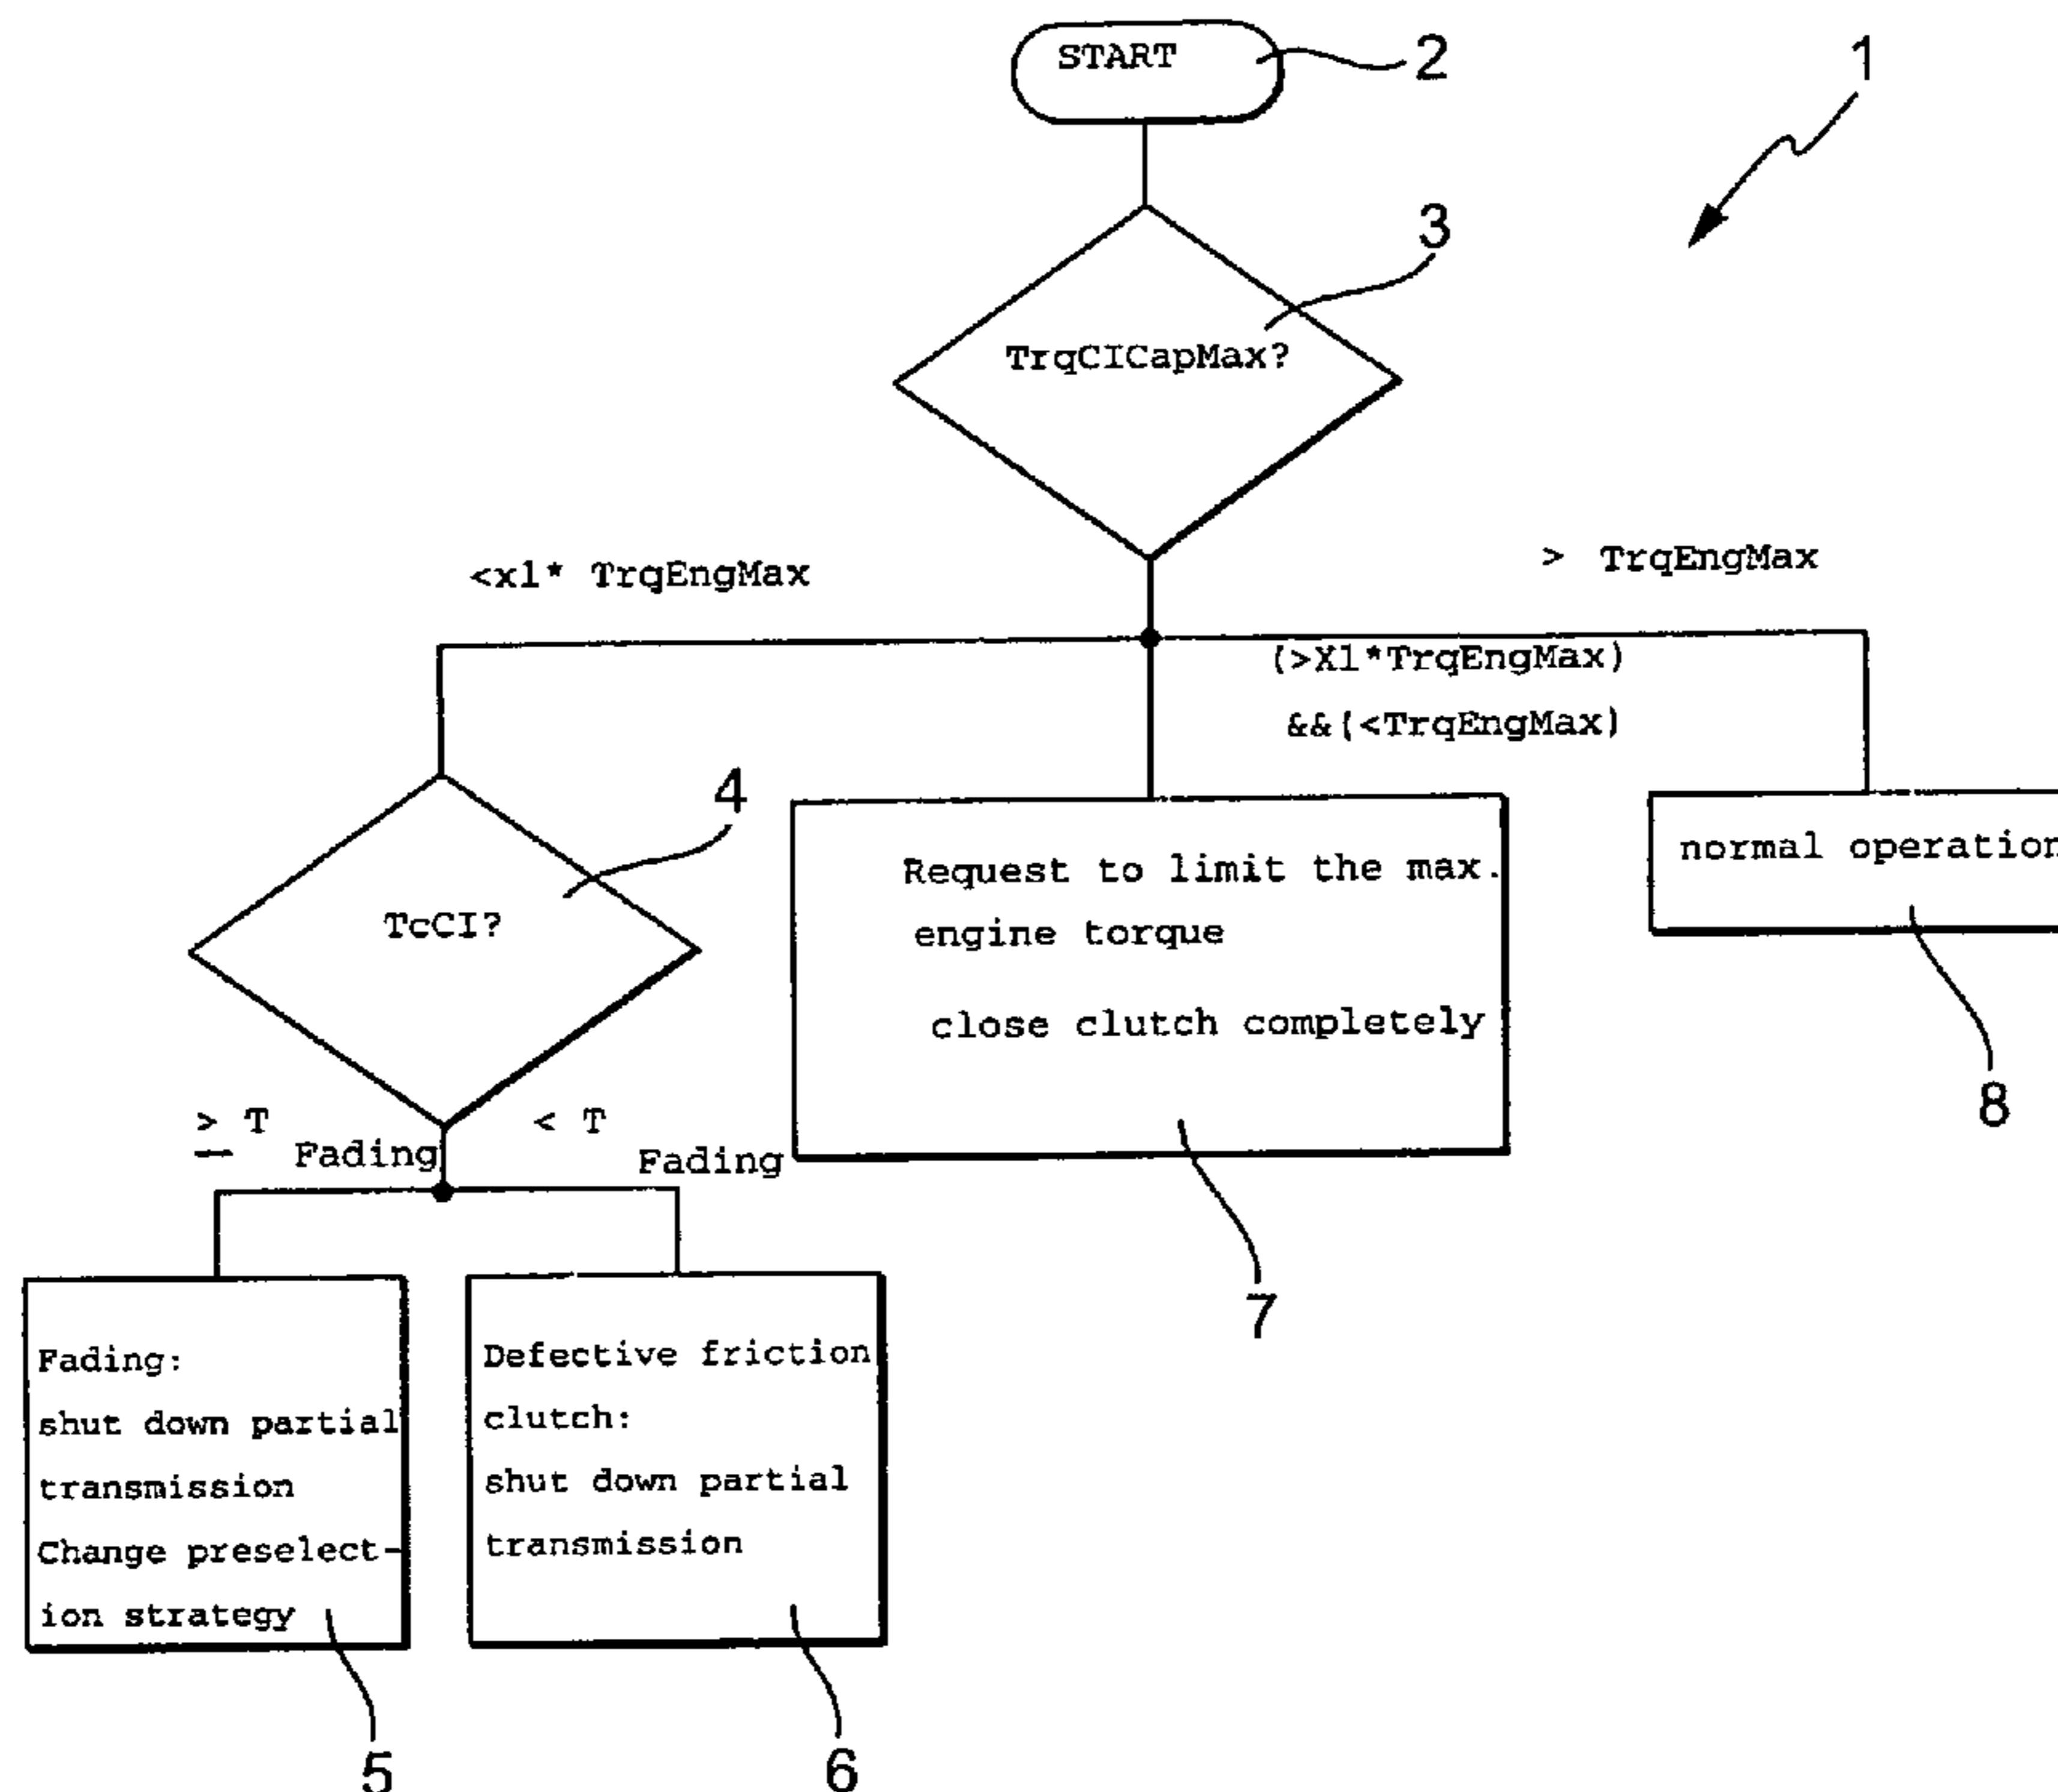 START
2
1
3
TrqCICapMax?
<x1* TrqEngMax
> TrqEngMax
(>X1*TrqEngMax)
&&(<TrqEngMax)
4
TcCI?
Request to limit the max.
engine torque
close clutch completely
normal operation
8
≥ T Fading
< T Fading
7
Fading:
shut down partial
transmission
Change preselect-
ion strategy
5
Defective friction
clutch:
shut down partial
transmission
6